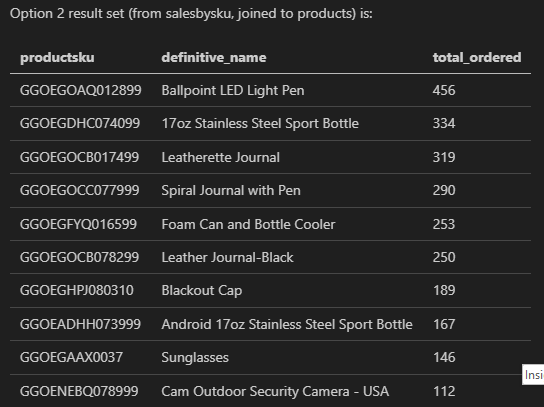 Option 2 result set (from salesbysku, joined to products) is:
productsku definitive_name total_ordered
GGOEGOAQ012899 Ballpoint LED Light Pen 456
GGOEGDHC074099 17oz Stainless Steel Sport Bottle 334
GGOEGOCB017499 Leatherette Journal 319
GGOEGOCC077999 Spiral Journal with Pen 290
GGOEGFYQ016599 Foam Can and Bottle Cooler 253
GGOEGOCB078299 Leather Journal-Black 250
GGOEGHPJ080310 Blackout Cap 189
GGOEADHH073999 Android 17oz Stainless Steel Sport Bottle 167
GGOEGAAX0037 Sunglasses 146
Insi
GGOENEBQ078999 Cam Outdoor Security Camera - USA 112